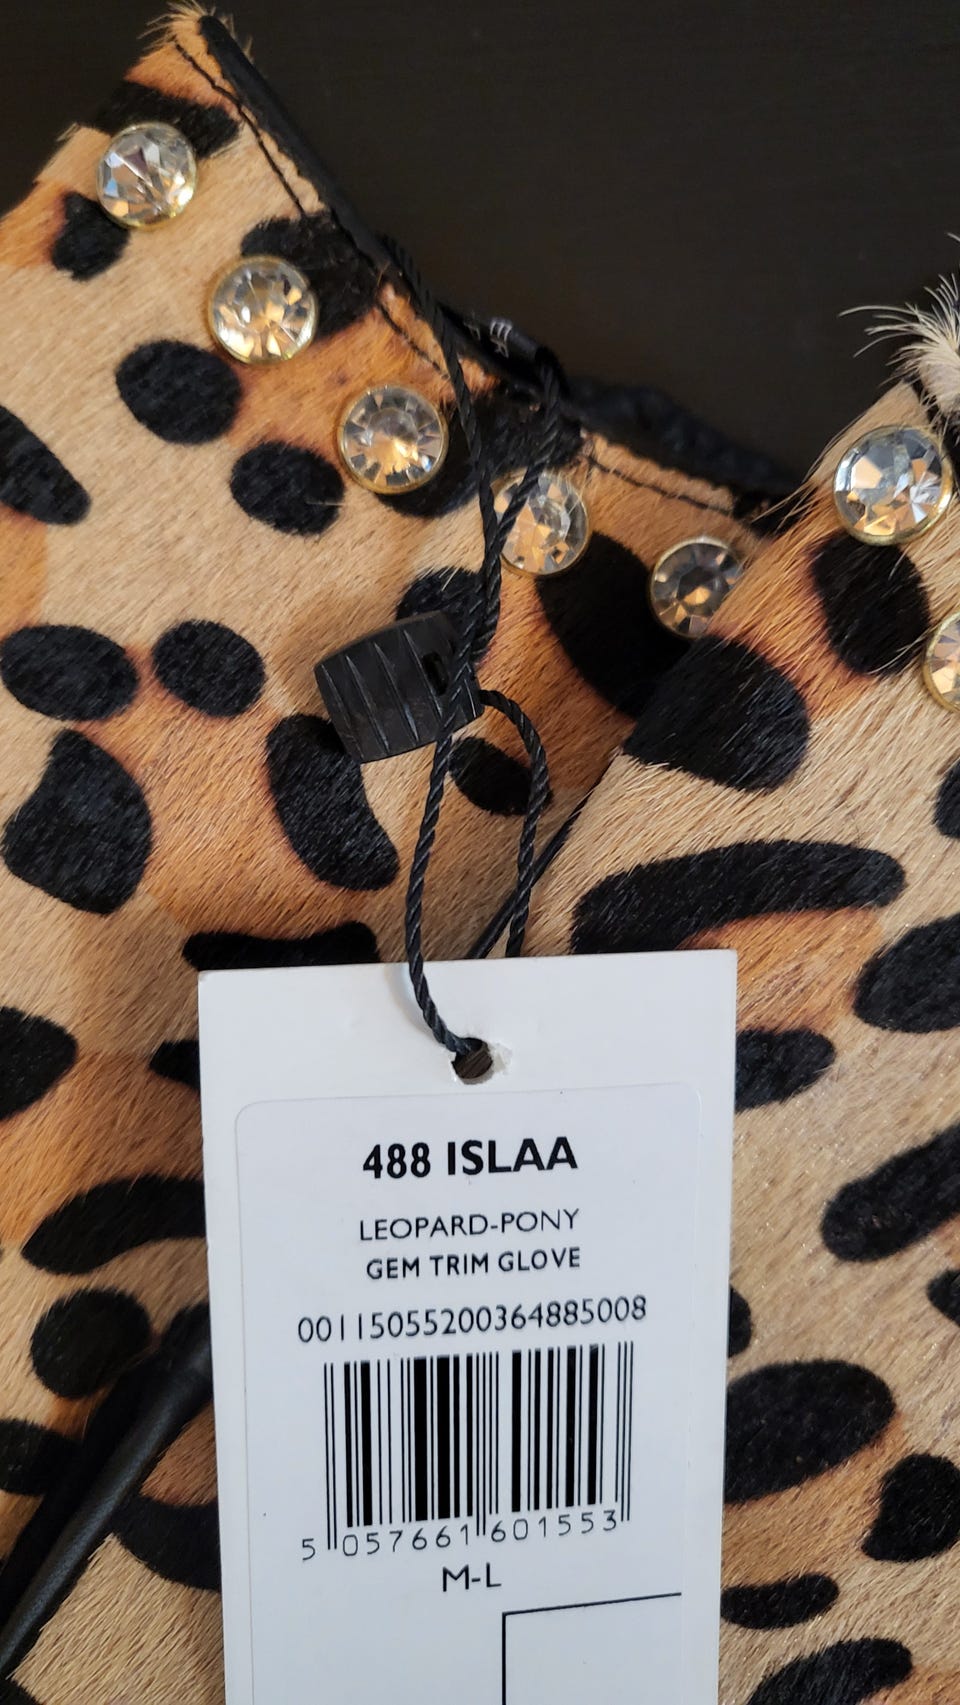 488 ISLAA
LEOPARD-PONY
GEM TRIM GLOVE
00115055200364885008
5 057661 601553
M-L